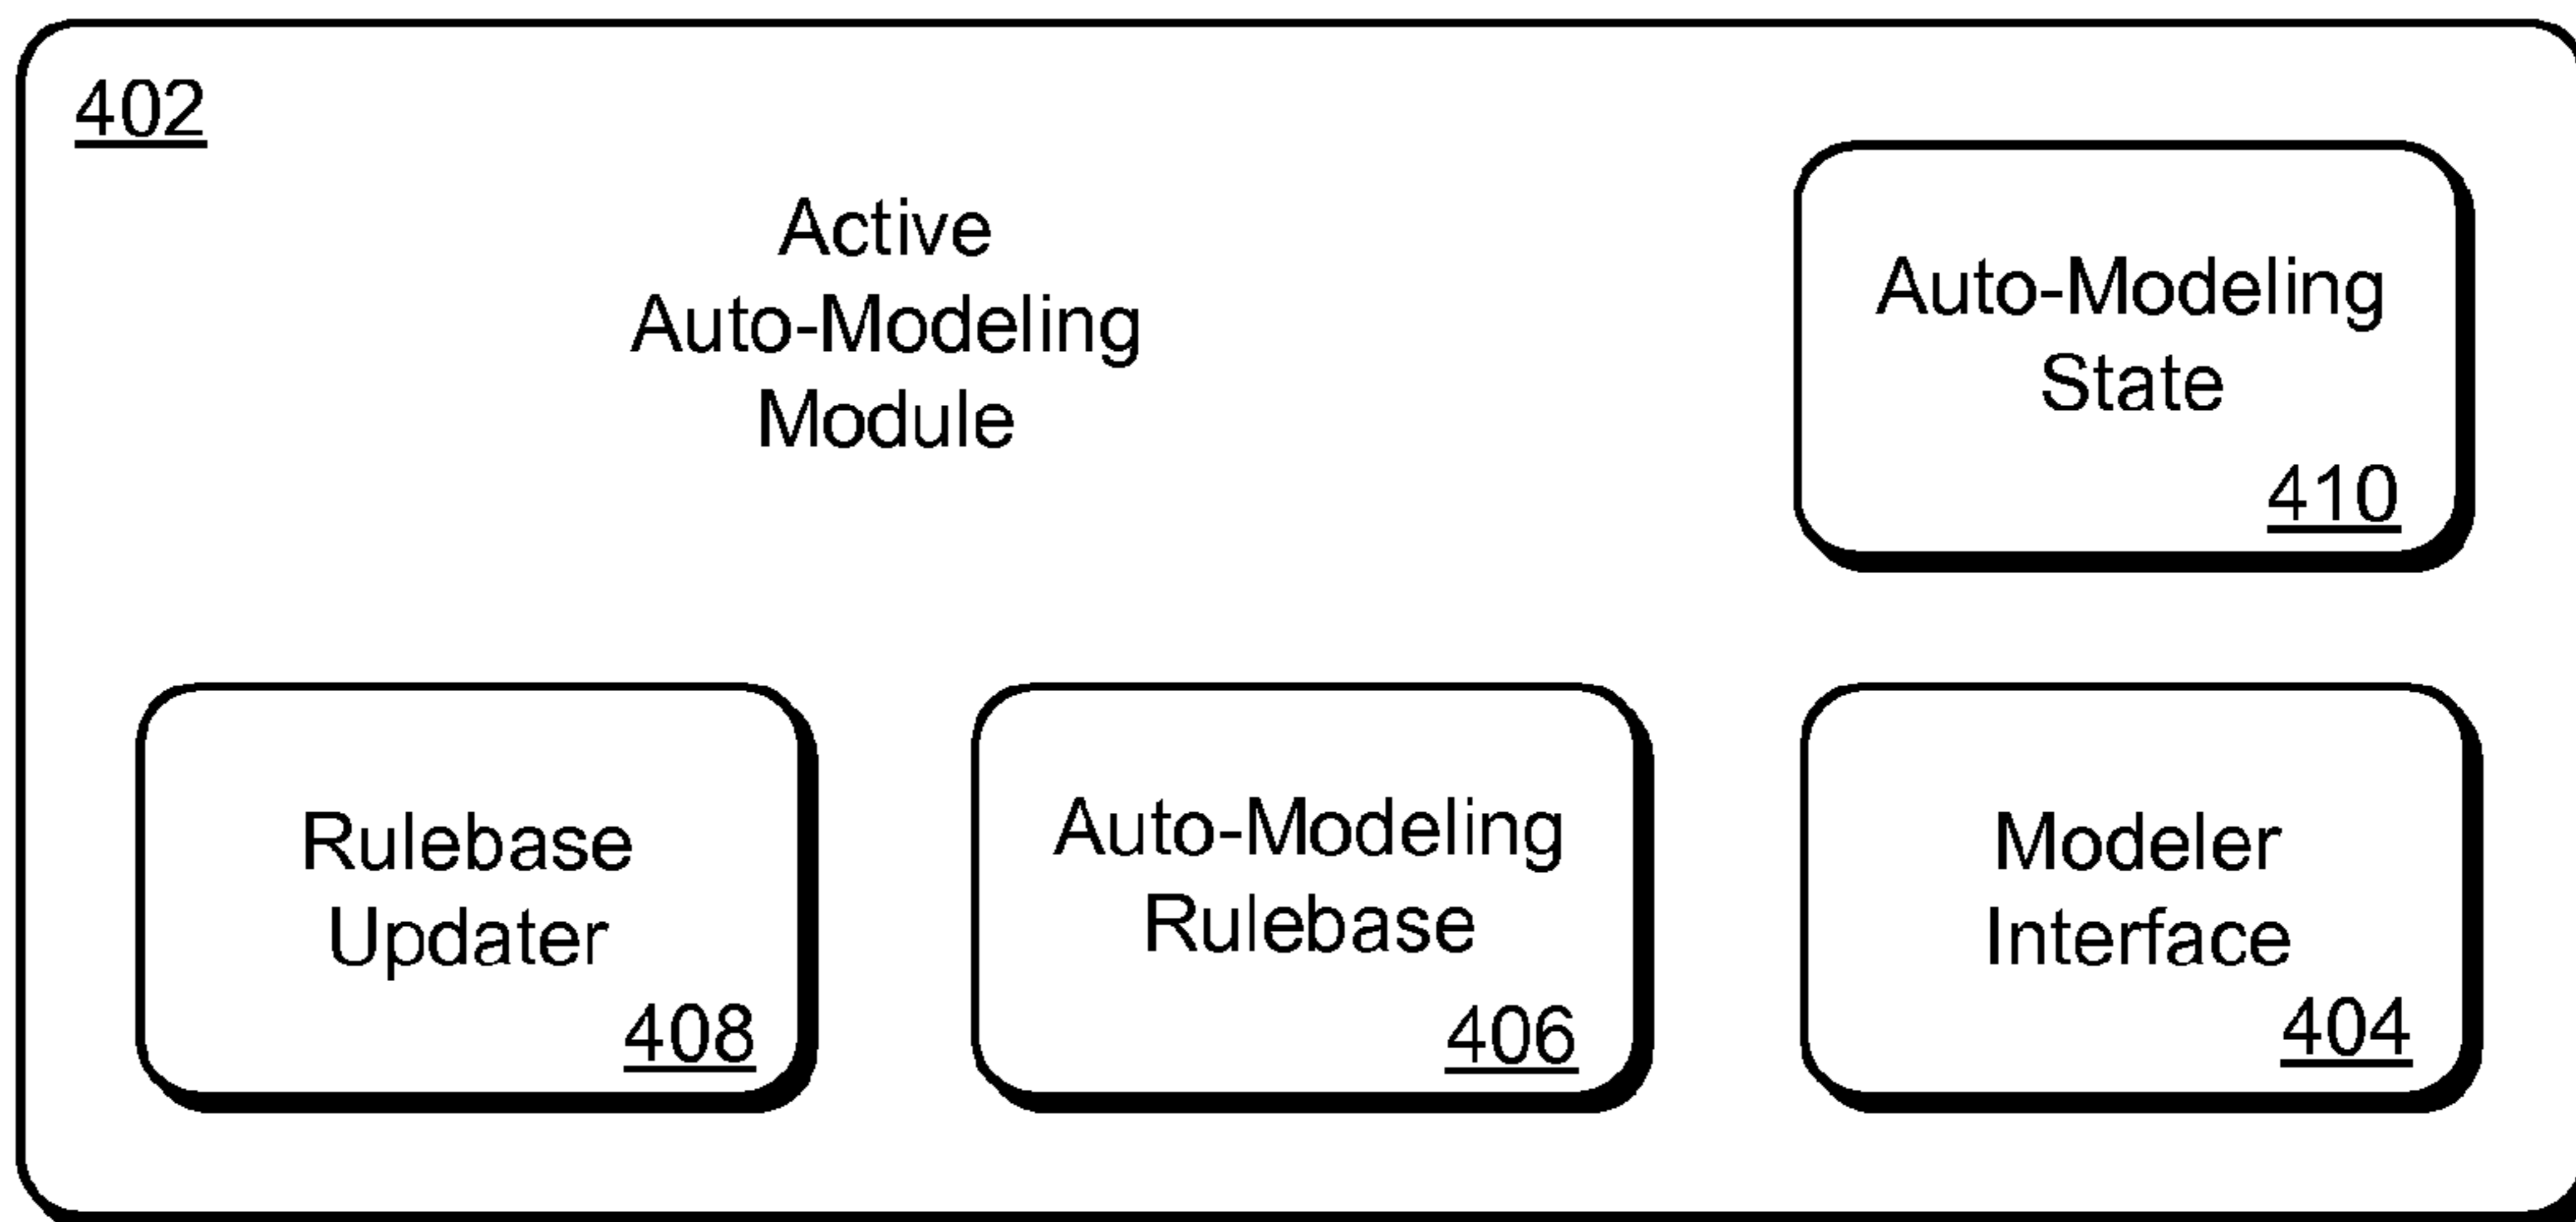 402
Active
Auto-Modeling
Module
Auto-Modeling
State
410
Rulebase
Updater
408
Auto-Modeling
Rulebase
406
Modeler
Interface
404